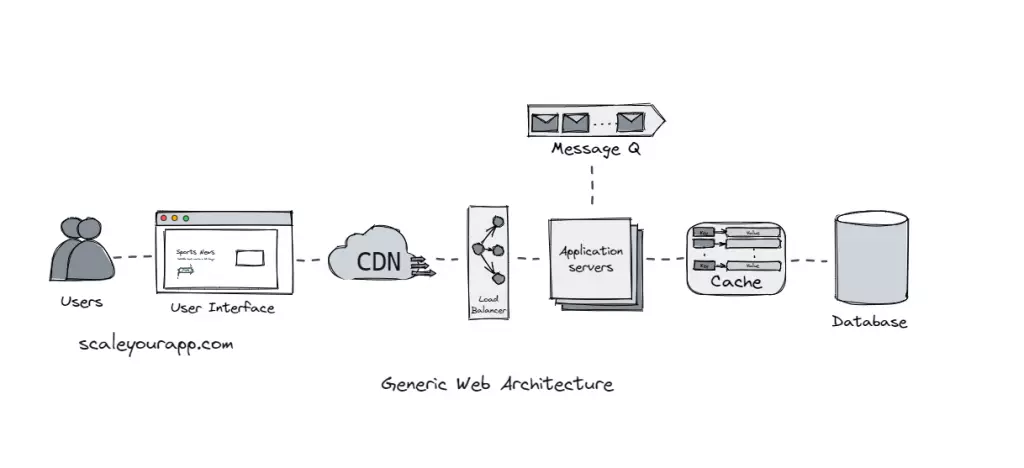 Message Q
Users
Sports News
User Interface
CDN
Load
Balancer
Application
servers
Key
Value
Key
Value
Cache
Database
scaleyourapp.com
Generic Web Architecture